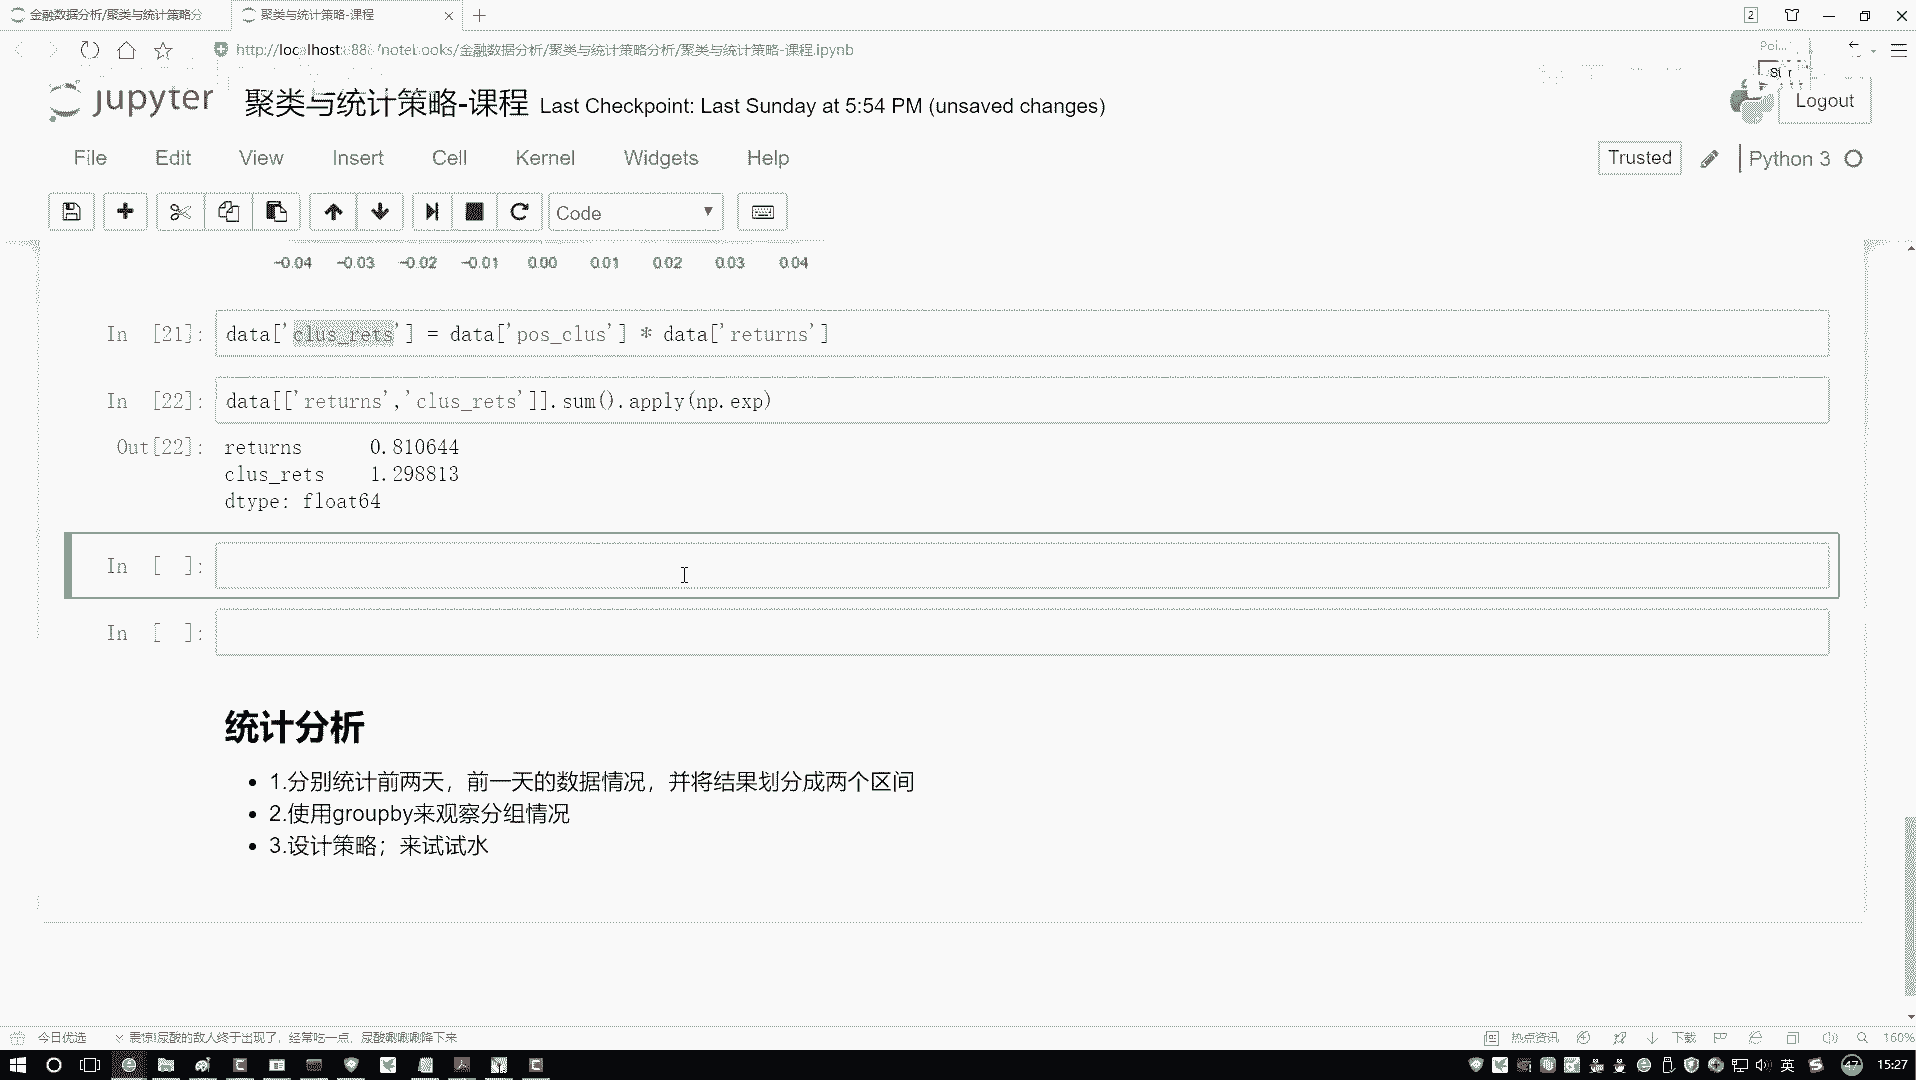 金融数据分析/聚类与统计策略分
聚类与统计策略-课程
2
http://localhost:888/notebooks/金融数据分析/聚类与统计策略分析/聚类与统计策略-课程.ipynb
jupyter 聚类与统计策略-课程 Last Checkpoint: Last Sunday at 5:54 PM (unsaved changes)
Logout
File Edit View Insert Cell Kernel Widgets Help
Trusted
Python 3
Code
-0.04 -0.03 -0.02 -0.01 0.00 0.01 0.02 0.03 0.04
In [21]: data['clus_rets'] = data['pos_clus'] * data['returns']
In [22]: data[['returns','clus_rets']].sum().apply(np.exp)
Out[22]: returns 0.810644
clus_rets 1.298813
dtype: float64
In [ ]:
In [ ]:
统计分析
1.分别统计前两天，前一天的数据情况，并将结果划分成两个区间
2.使用groupby来观察分组情况
3.设计策略；来试试水
今日优选
震惊!尿酸的敌人终于出现了，经常吃一点，尿酸唰唰唰降下来
热点资讯
下载
160%
英
47
15:27